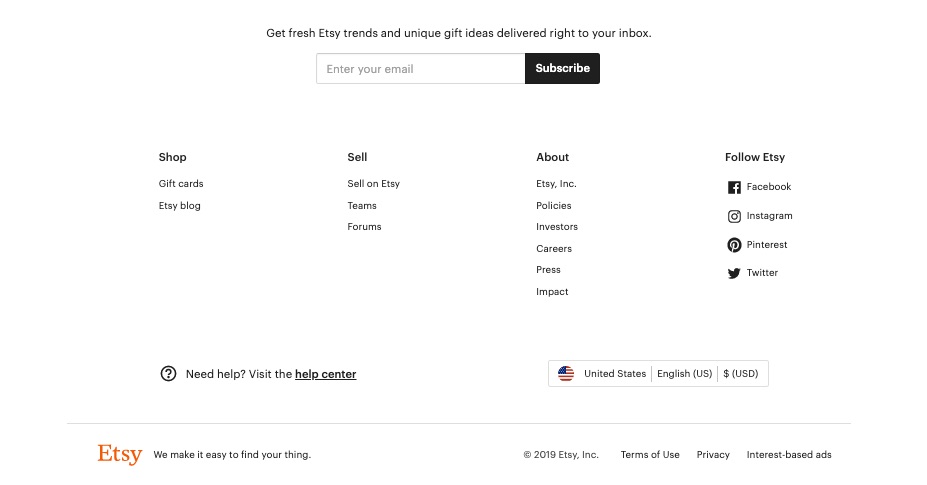 Get fresh Etsy trends and unique gift ideas delivered right to your inbox.
Enter your email
Subscribe
Shop
Gift cards
Etsy blog
Sell
Sell on Etsy
Teams
Forums
About
Etsy, Inc.
Policies
Investors
Careers
Press
Impact
Follow Etsy
Facebook
Instagram
Pinterest
Twitter
Need help? Visit the help center
United States | English (US) | $ (USD)
Etsy We make it easy to find your thing.
© 2019 Etsy, Inc. Terms of Use Privacy Interest-based ads